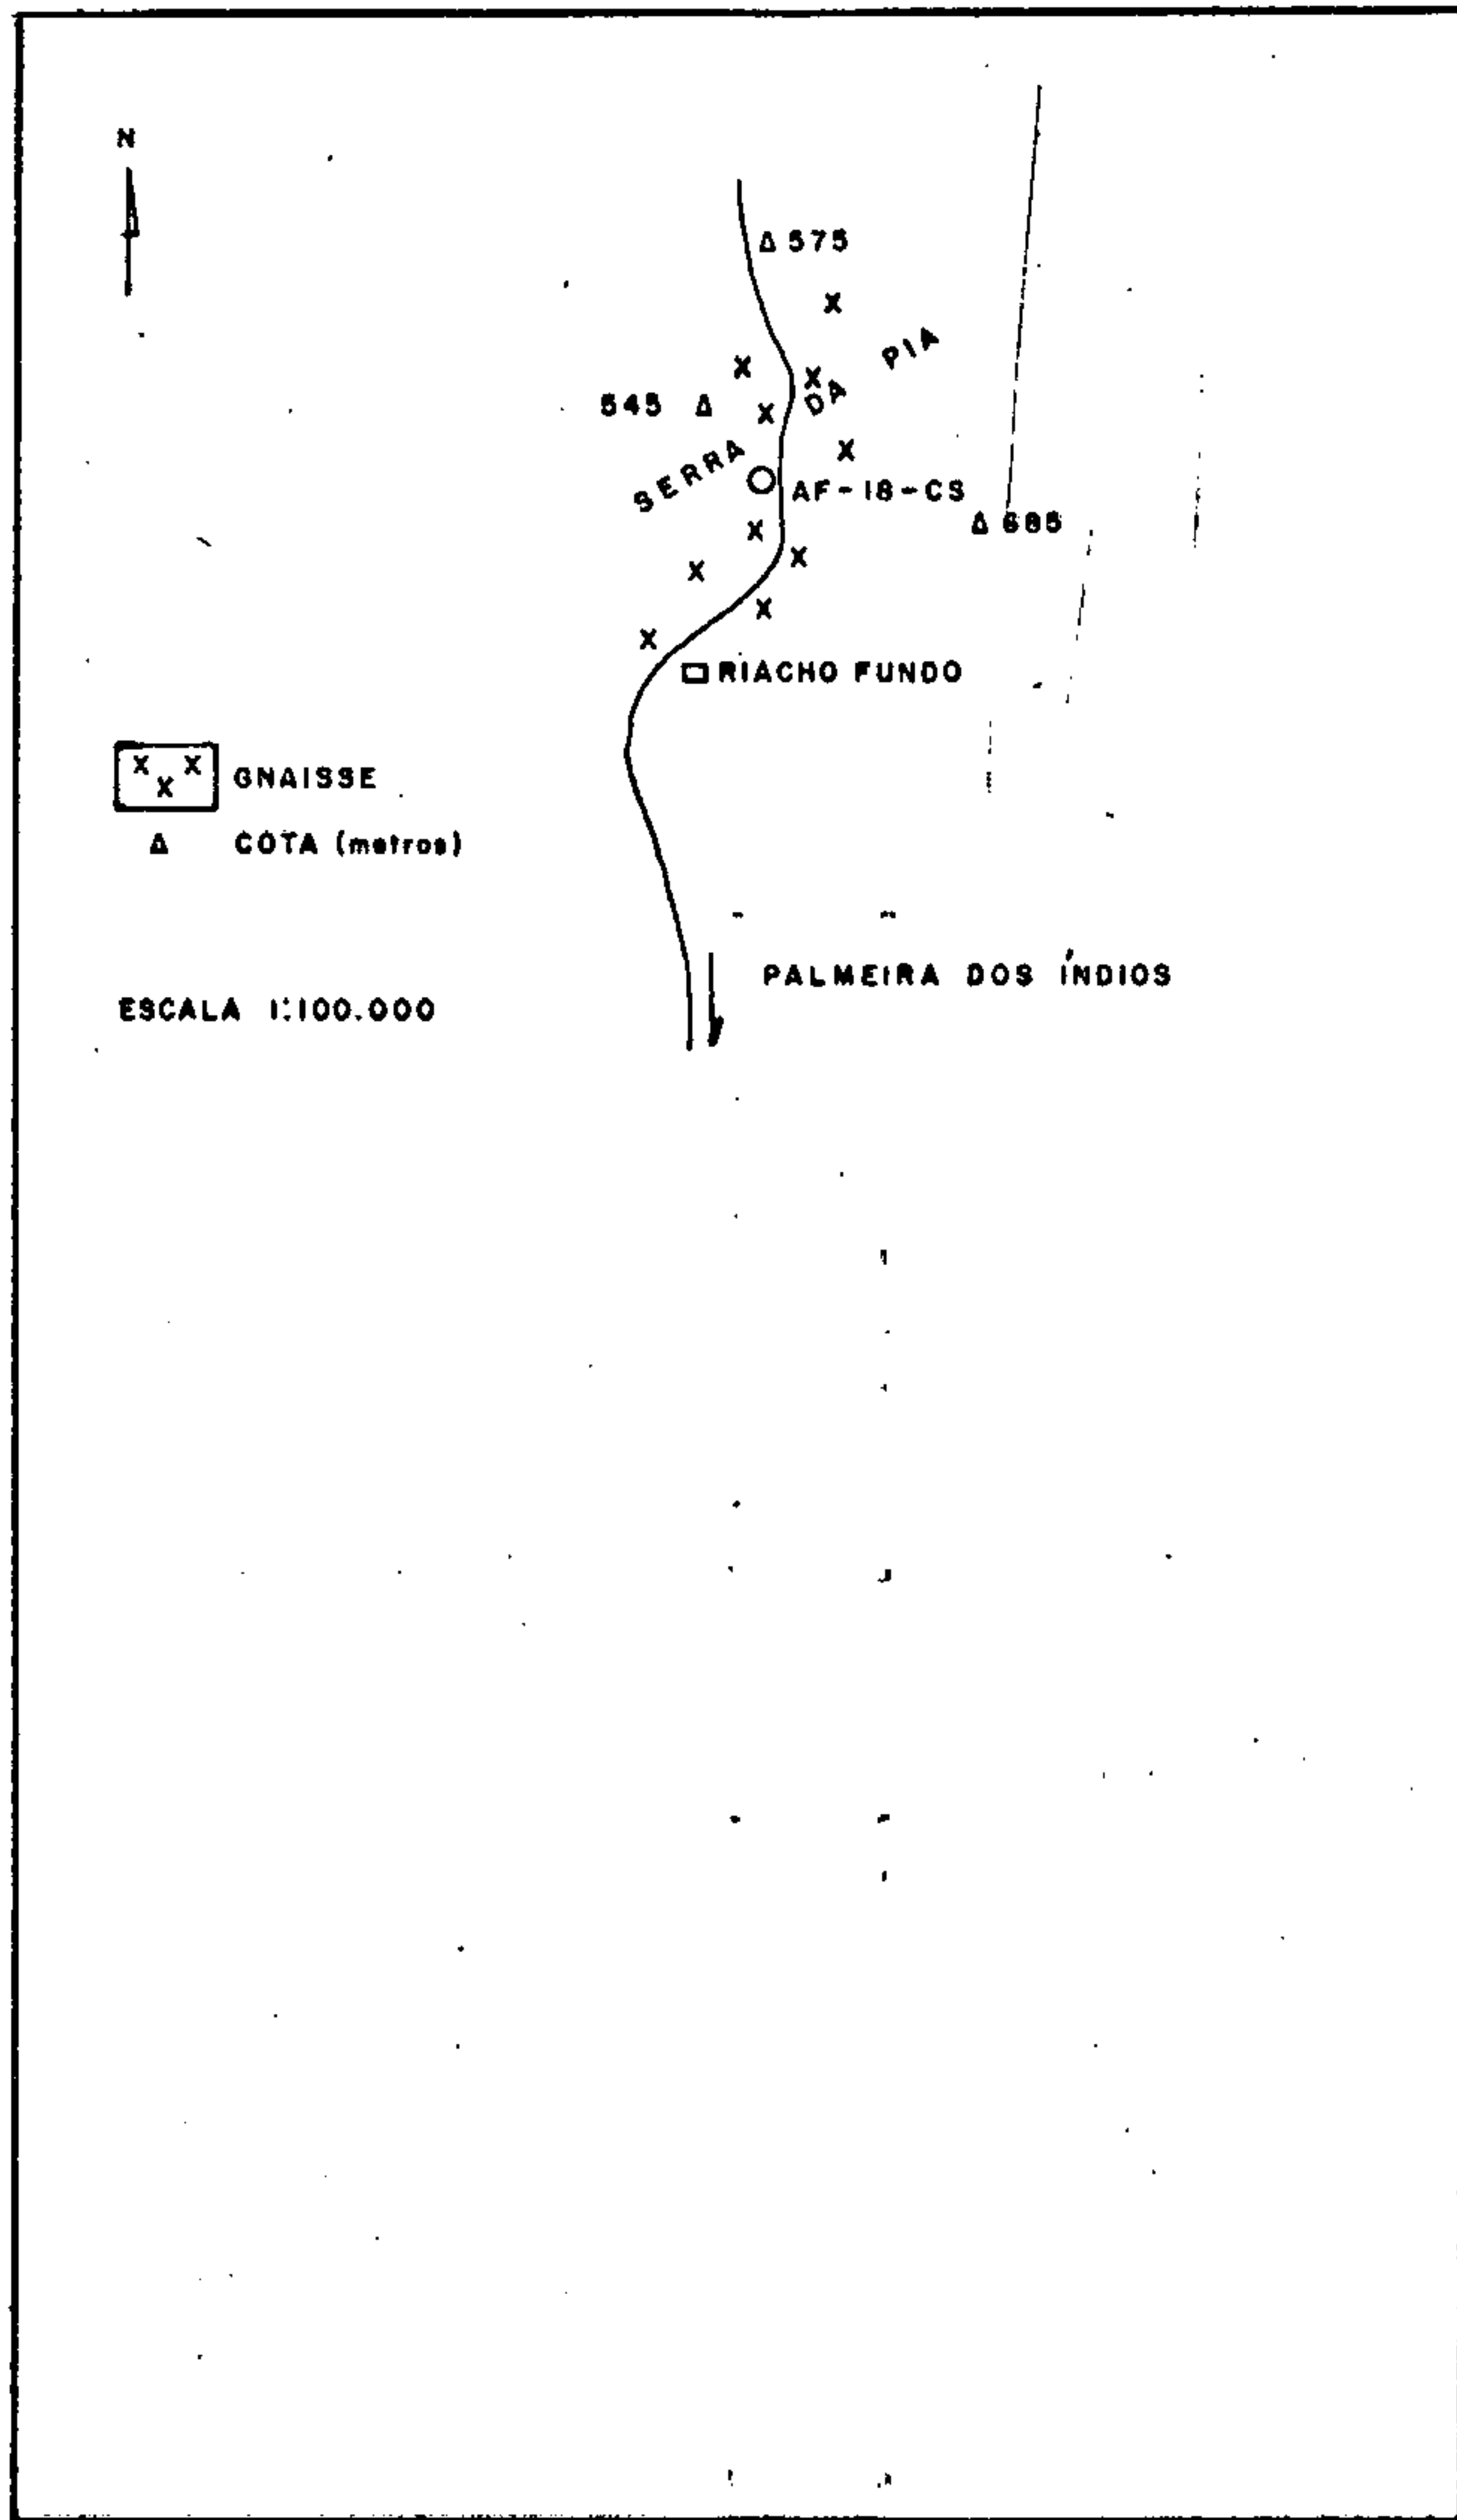 N
Δ 575
SERRA DA PIA
545 Δ
AF-18-CS
Δ 685
RIACHO FUNDO
X X X GNAISSE
Δ COTA (metros)
PALMEIRA DOS ÍNDIOS
ESCALA 1:100.000